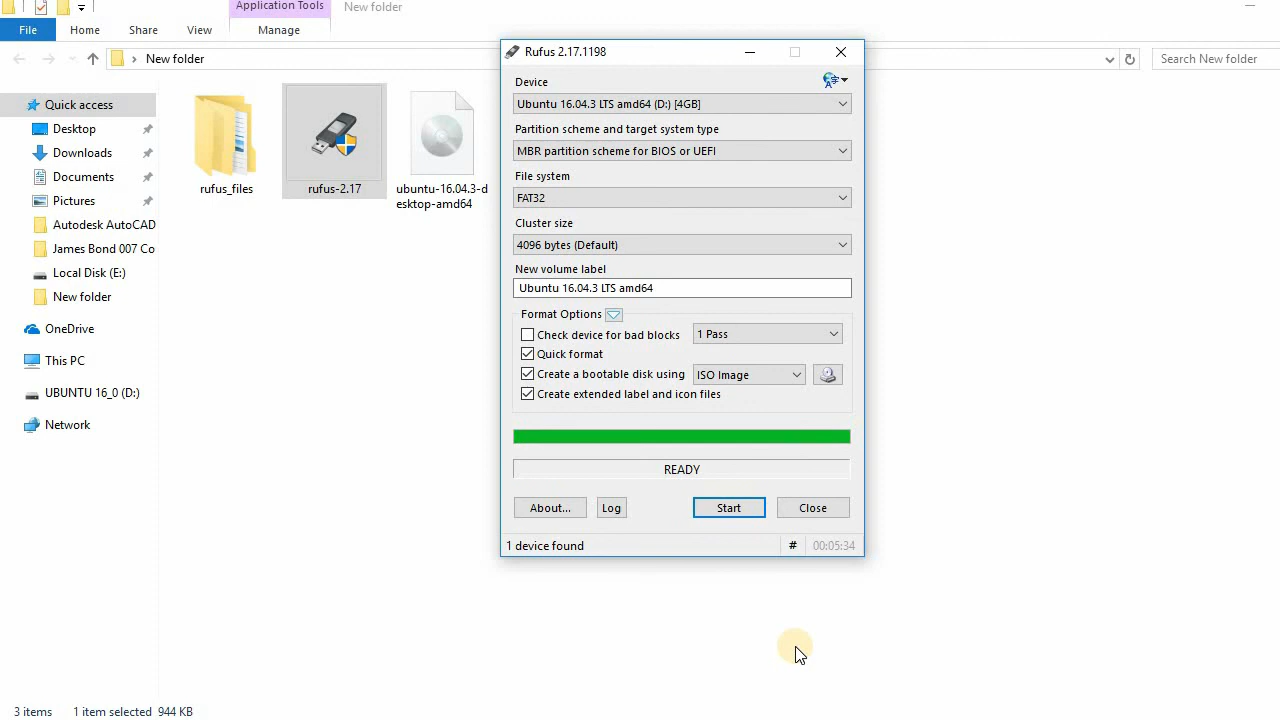 Application Tools
New folder
File
Home
Share
View
Manage
New folder
Search New folder
Quick access
Desktop
Downloads
Documents
Pictures
Autodesk AutoCAD
James Bond 007 Co
Local Disk (E:)
New folder
OneDrive
This PC
UBUNTU 16_0 (D:)
Network
rufus_files
rufus-2.17
ubuntu-16.04.3-d
esktop-amd64
Rufus 2.17.1198
Device
Ubuntu 16.04.3 LTS amd64 (D:) [4GB]
Partition scheme and target system type
MBR partition scheme for BIOS or UEFI
File system
FAT32
Cluster size
4096 bytes (Default)
New volume label
Ubuntu 16.04.3 LTS amd64
Format Options
Check device for bad blocks
1 Pass
Quick format
Create a bootable disk using
ISO Image
Create extended label and icon files
READY
About...
Log
Start
Close
1 device found
#
00:05:34
3 items
1 item selected 944 KB